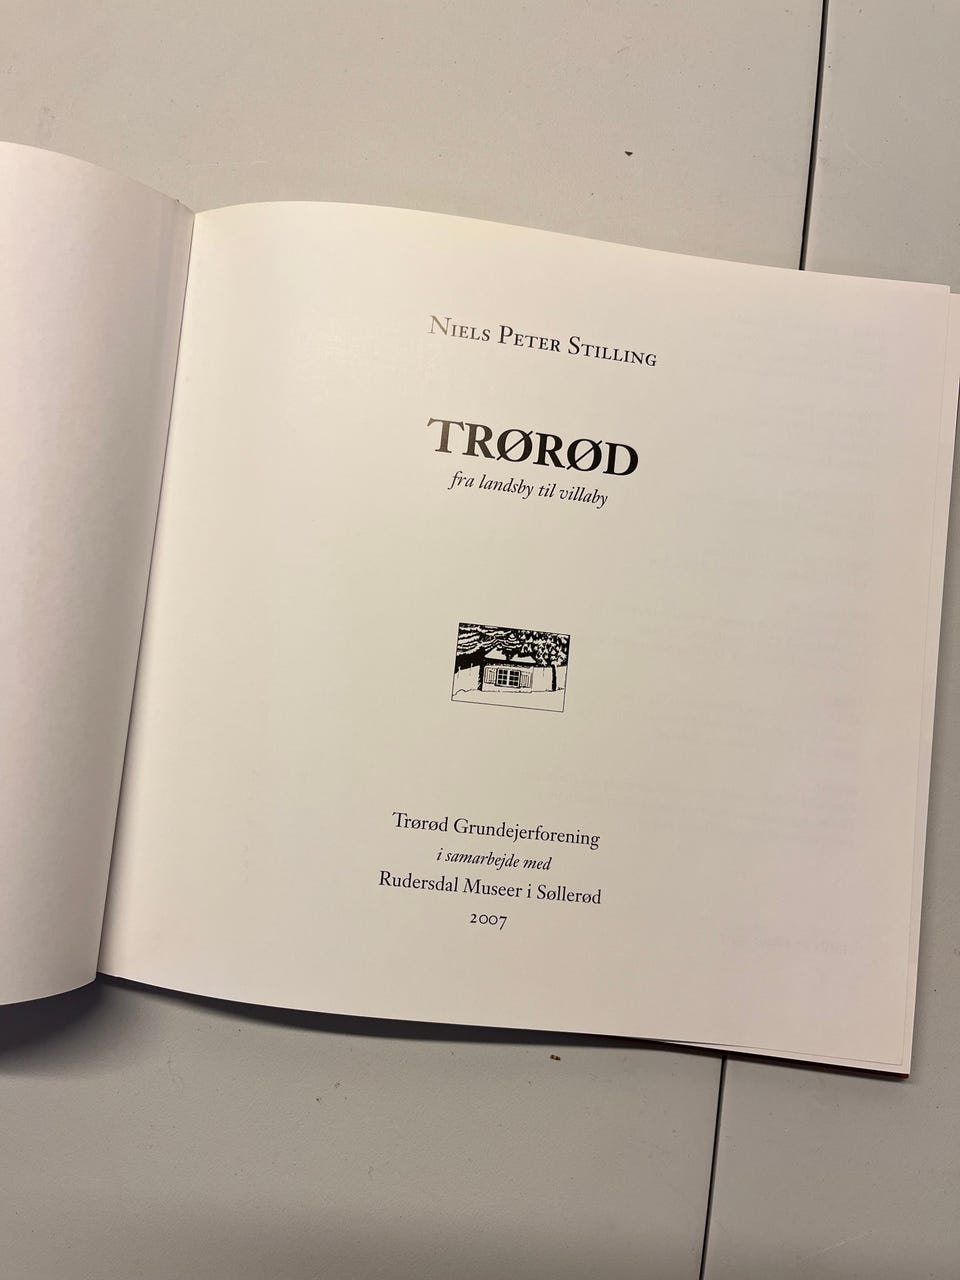 NIELS PETER STILLING
TRØRØD
fra landsby til villaby
Trørød Grundejerforening
i samarbejde med
Rudersdal Museer i Søllerød
2007